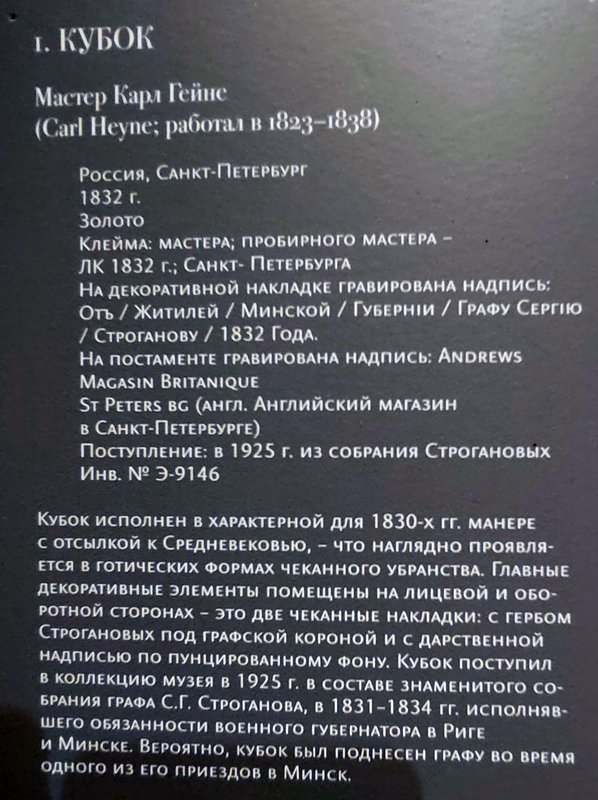 1. КУБОК
Мастер Карл Гейне
(Carl Heyne; работал в 1823–1838)
Россия, Санкт-Петербург
1832 г.
Золото
Клейма: мастера; пробирного мастера –
ЛК 1832 г.; Санкт- Петербурга
На декоративной накладке гравирована надпись:
Отъ / Житилей / Минской / Губернiи / Графу Сергiю
/ Строганову / 1832 Года.
На постаменте гравирована надпись: Andrews
Magasin Britanique
St Peters bg (англ. Английский магазин
в Санкт-Петербурге)
Поступление: в 1925 г. из собрания Строгановых
Инв. № Э-9146
Кубок исполнен в характерной для 1830-х гг. манере
с отсылкой к Средневековью, – что наглядно проявля-
ется в готических формах чеканного убранства. Главные
декоративные элементы помещены на лицевой и обо-
ротной сторонах – это две чеканные накладки: с гербом
Строгановых под графской короной и с дарственной
надписью по пунцированному фону. Кубок поступил
в коллекцию музея в 1925 г. в составе знаменитого со-
брания графа С.Г. Строганова, в 1831–1834 гг. исполняв-
шего обязанности военного губернатора в Риге
и Минске. Вероятно, кубок был поднесен графу во время
одного из его приездов в Минск.